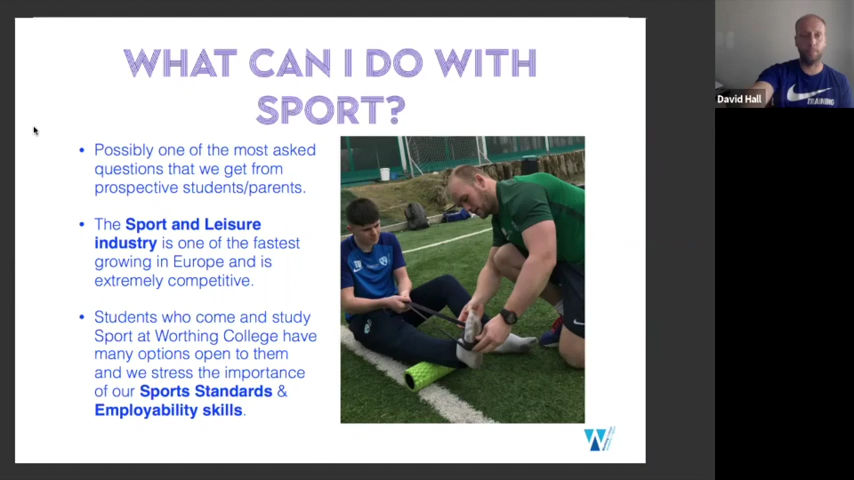 WHAT CAN I DO WITH
SPORT?
• Possibly one of the most asked
questions that we get from
prospective students/parents.
• The Sport and Leisure
industry is one of the fastest
growing in Europe and is
extremely competitive.
• Students who come and study
Sport at Worthing College have
many options open to them
and we stress the importance
of our Sports Standards &
Employability skills.
David Hall
TRAINING
W